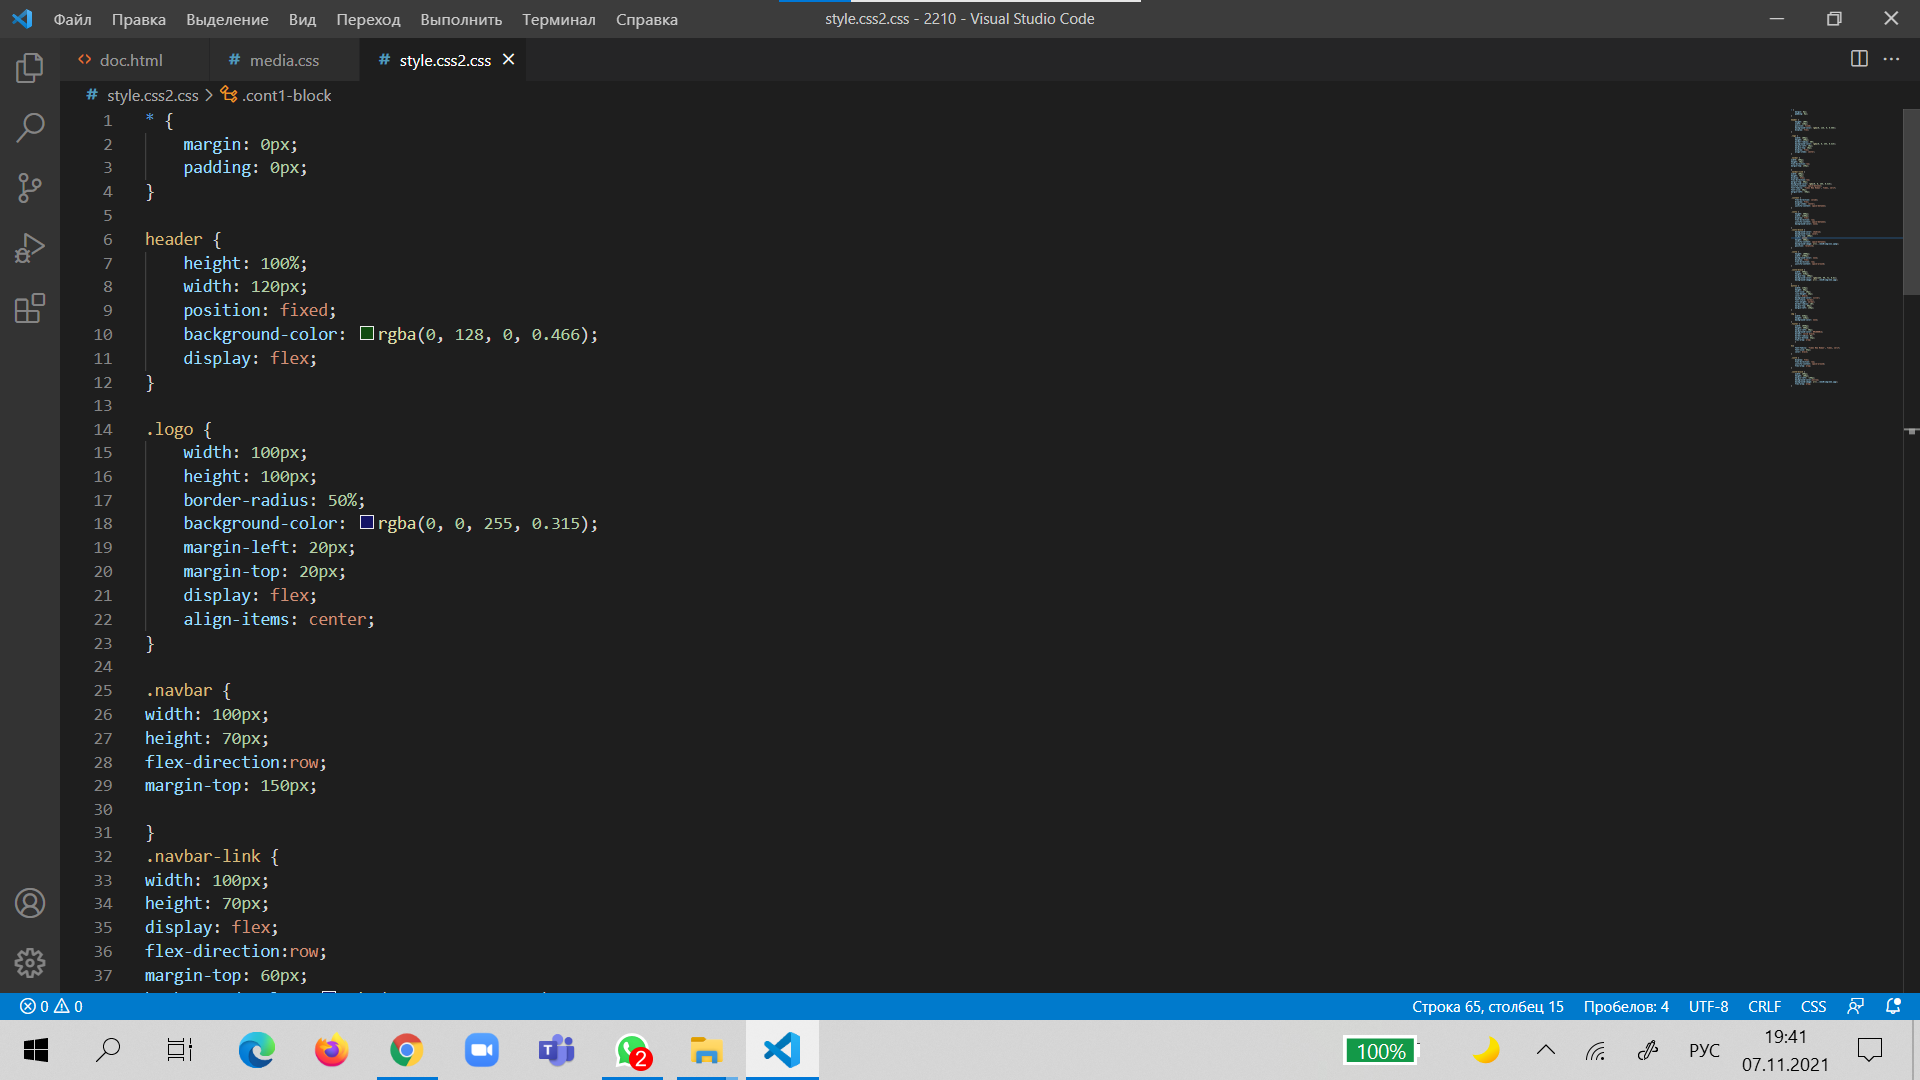 Файл Правка Выделение Вид Переход Выполнить Терминал Справка style.css2.css - 2210 - Visual Studio Code
doc.html # media.css # style.css2.css
# style.css2.css > .cont1-block
1 * {
2 margin: 0px;
3 padding: 0px;
4 }
5
6 header {
7 height: 100%;
8 width: 120px;
9 position: fixed;
10 background-color: rgba(0, 128, 0, 0.466);
11 display: flex;
12 }
13
14 .logo {
15 width: 100px;
16 height: 100px;
17 border-radius: 50%;
18 background-color: rgba(0, 0, 255, 0.315);
19 margin-left: 20px;
20 margin-top: 20px;
21 display: flex;
22 align-items: center;
23 }
24
25 .navbar {
26 width: 100px;
27 height: 70px;
28 flex-direction:row;
29 margin-top: 150px;
30
31 }
32 .navbar-link {
33 width: 100px;
34 height: 70px;
35 display: flex;
36 flex-direction:row;
37 margin-top: 60px;
0 0 Строка 65, столбец 15 Пробелов: 4 UTF-8 CRLF CSS
2 100% РУС 19:41
07.11.2021